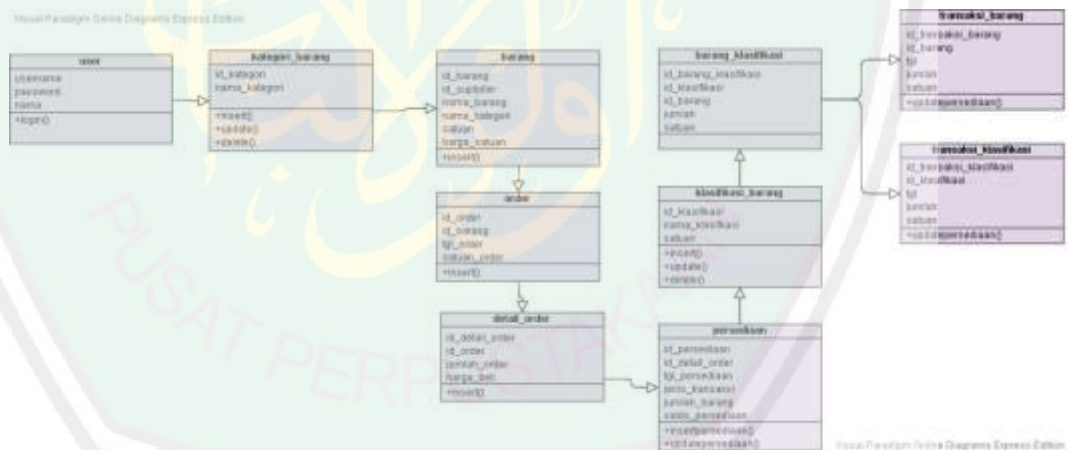 Visual Paradigm Online Diagrams Express Edition
user
username
password
nama
+login()
kategori_barang
id_kategori
nama_kategori
+insert()
+update()
+delete()
barang
id_barang
id_supplier
nama_barang
nama_kategori
satuan
harga_satuan
+insert()
order
id_order
id_barang
tgl_order
satuan_order
+insert()
detail_order
id_detail_order
id_order
jumlah_order
harga_beli
+insert()
barang_klasifikasi
id_barang_klasifikasi
id_klasifikasi
id_barang
jumlah
satuan
klasifikasi_barang
id_klasifikasi
nama_klasifikasi
satuan
+insert()
+update()
+delete()
persediaan
id_persediaan
id_detail_order
tgl_persediaan
jenis_transaksi
jumlah_barang
+insertpersediaan()
+updatepersediaan()
transaksi_barang
id_transaksi_barang
id_barang
tgl
jumlah
satuan
+updatepersediaan()
transaksi_klasifikasi
id_transaksi_klasifikasi
id_klasifikasi
tgl
jumlah
satuan
+updatepersediaan()
PUSAT PERPUSTAKAAN
Visual Paradigm Online Diagrams Express Edition